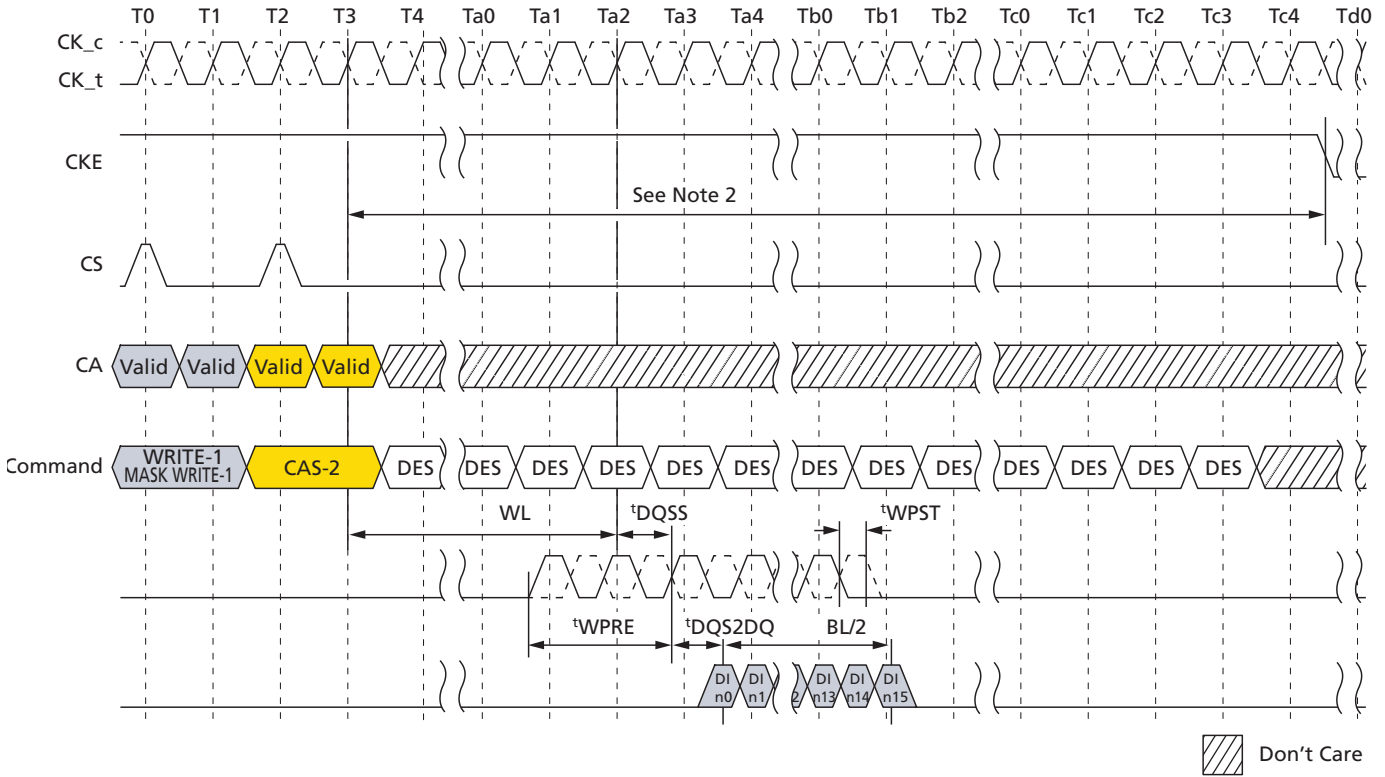 T0 T1 T2 T3 T4 Ta0 Ta1 Ta2 Ta3 Ta4 Tb0 Tb1 Tb2 Tc0 Tc1 Tc2 Tc3 Tc4 Td0
CK_c
CK_t
CKE
See Note 2
CS
CA Valid Valid Valid Valid
WRITE-1
Command CAS-2 DES DES DES DES DES DES DES DES DES DES DES DES DES
MASK WRITE-1
WL tDQSS tWPST
tWPRE tDQS2DQ BL/2
DI DI DI DI DI
n0 n1 2 n13 n14 n15
Don't Care